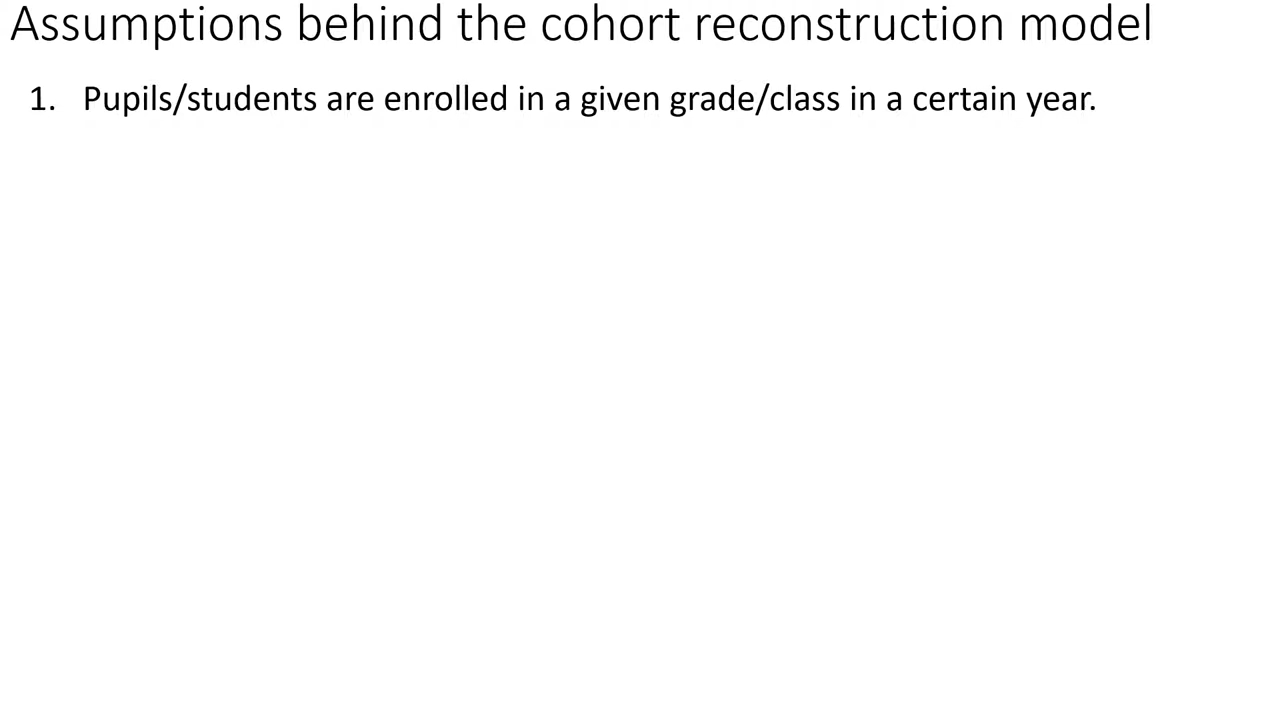 Assumptions behind the cohort reconstruction model
1. Pupils/students are enrolled in a given grade/class in a certain year.